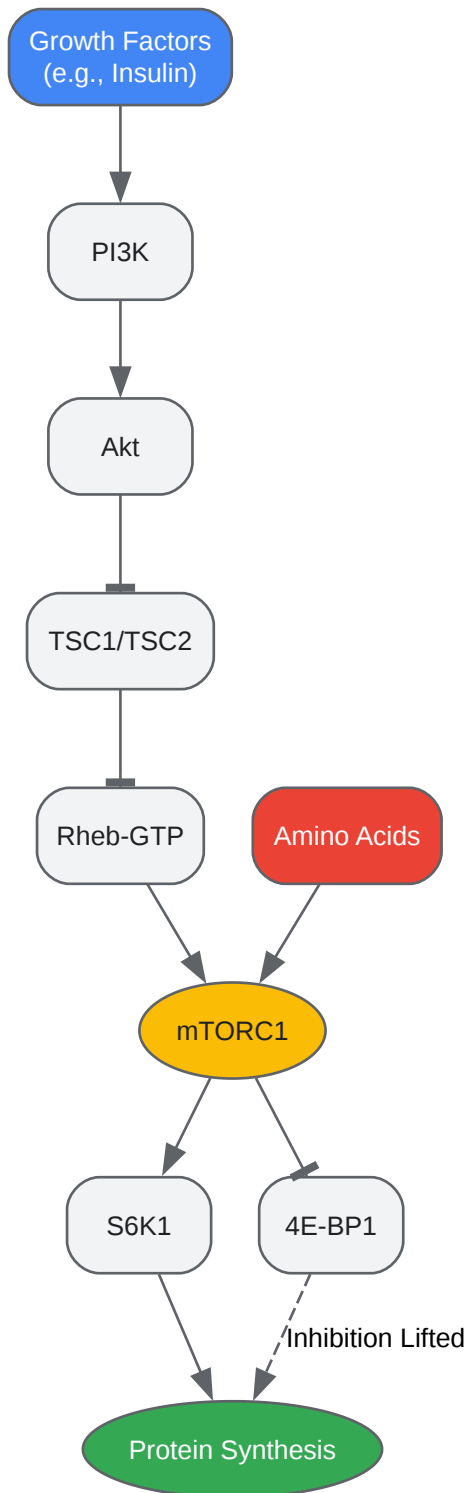 Growth Factors
(e.g., Insulin)
PI3K
Akt
TSC1/TSC2
Rheb-GTP
Amino Acids
mTORC1
S6K1
4E-BP1
Inhibition Lifted
Protein Synthesis